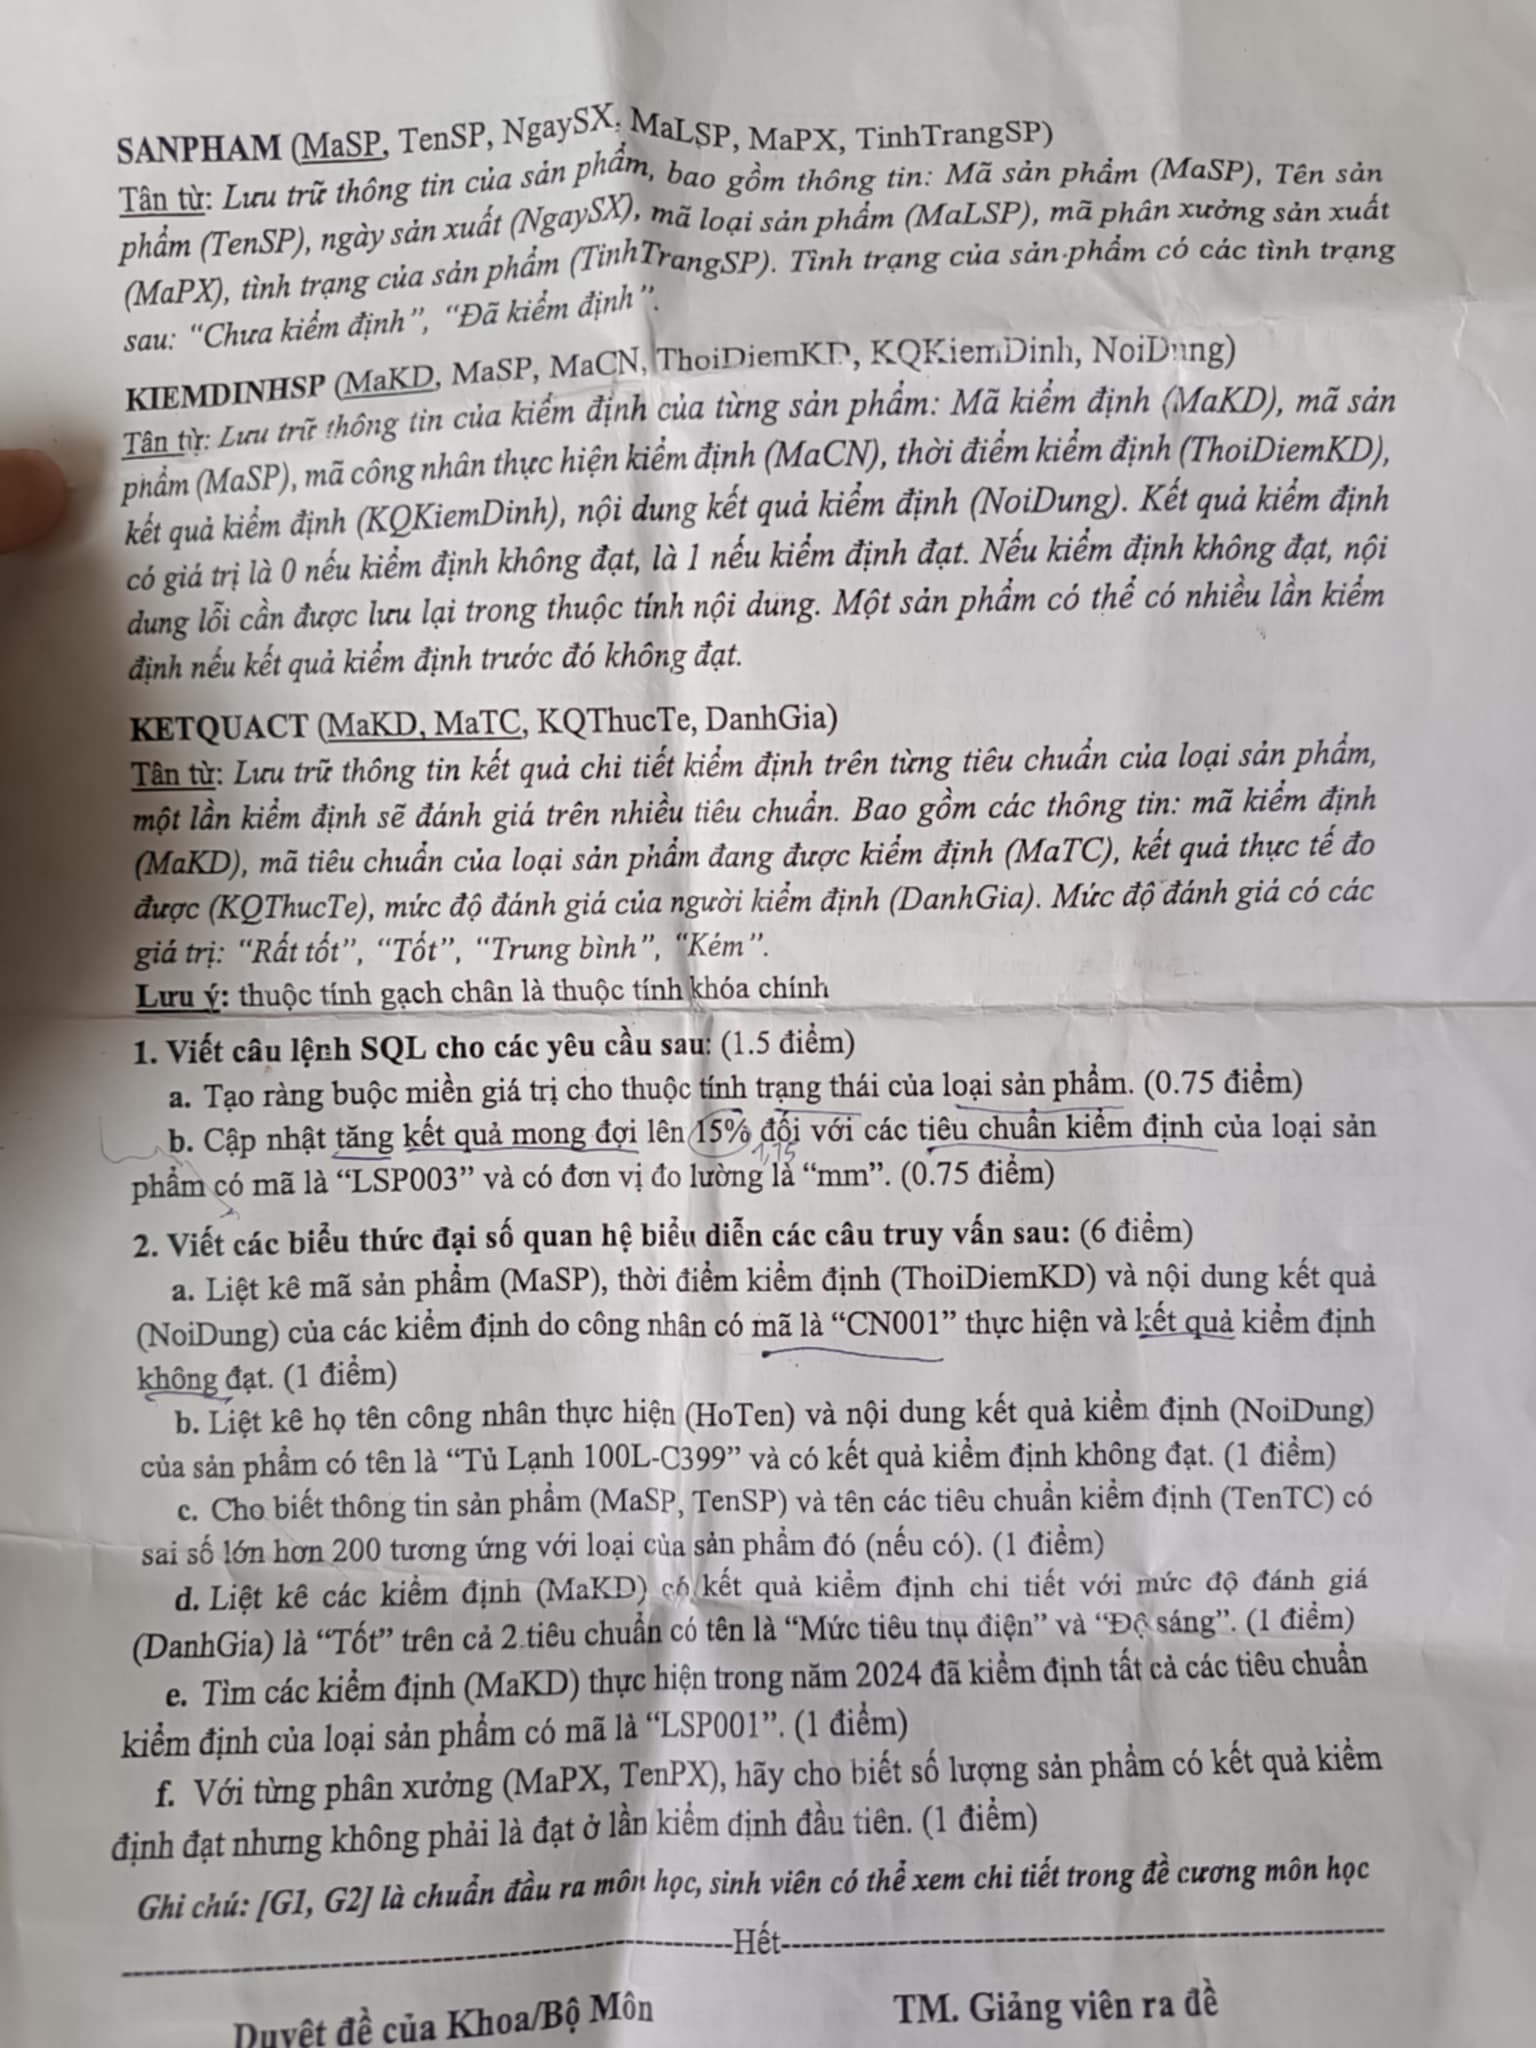 SANPHAM (MaSP, TenSP, NgaySX, MaLSP, MaPX, TinhTrangSP)
Tân từ: Lưu trữ thông tin của sản phẩm, bao gồm thông tin: Mã sản phẩm (MaSP), Tên sản
phẩm (TenSP), ngày sản xuất (NgaySX), mã loại sản phẩm (MaLSP), mã phân xưởng sản xuất
(MaPX), tình trạng của sản phẩm (TinhTrangSP). Tình trạng của sản phẩm có các tình trạng
sau: “Chưa kiểm định”, “Đã kiểm định”.
KIEMDINHSP (MaKD, MaSP, MaCN, ThoiDiemKD, KQKiemDinh, NoiDung)
Tân từ: Lưu trữ thông tin của kiểm định của từng sản phẩm: Mã kiểm định (MaKD), mã sản
phẩm (MaSP), mã công nhân thực hiện kiểm định (MaCN), thời điểm kiểm định (ThoiDiemKD),
kết quả kiểm định (KQKiemDinh), nội dung kết quả kiểm định (NoiDung). Kết quả kiểm định
có giá trị là 0 nếu kiểm định không đạt, là 1 nếu kiểm định đạt. Nếu kiểm định không đạt, nội
dung lỗi cần được lưu lại trong thuộc tính nội dung. Một sản phẩm có thể có nhiều lần kiểm
định nếu kết quả kiểm định trước đó không đạt.
KETQUACT (MaKD, MaTC, KQThucTe, DanhGia)
Tân từ: Lưu trữ thông tin kết quả chi tiết kiểm định trên từng tiêu chuẩn của loại sản phẩm,
một lần kiểm định sẽ đánh giá trên nhiều tiêu chuẩn. Bao gồm các thông tin: mã kiểm định
(MaKD), mã tiêu chuẩn của loại sản phẩm đang được kiểm định (MaTC), kết quả thực tế đo
được (KQThucTe), mức độ đánh giá của người kiểm định (DanhGia). Mức độ đánh giá có các
giá trị: “Rất tốt”, “Tốt”, “Trung bình”, “Kém”.
Lưu ý: thuộc tính gạch chân là thuộc tính khóa chính
1. Viết câu lệnh SQL cho các yêu cầu sau: (1.5 điểm)
a. Tạo ràng buộc miền giá trị cho thuộc tính trạng thái của loại sản phẩm. (0.75 điểm)
b. Cập nhật tăng kết quả mong đợi lên 15% đối với các tiêu chuẩn kiểm định của loại sản
1,15
phẩm có mã là “LSP003” và có đơn vị đo lường là “mm”. (0.75 điểm)
2. Viết các biểu thức đại số quan hệ biểu diễn các câu truy vấn sau: (6 điểm)
a. Liệt kê mã sản phẩm (MaSP), thời điểm kiểm định (ThoiDiemKD) và nội dung kết quả
(NoiDung) của các kiểm định do công nhân có mã là “CN001” thực hiện và kết quả kiểm định
không đạt. (1 điểm)
b. Liệt kê họ tên công nhân thực hiện (HoTen) và nội dung kết quả kiểm định (NoiDung)
của sản phẩm có tên là “Tủ Lạnh 100L-C399” và có kết quả kiểm định không đạt. (1 điểm)
c. Cho biết thông tin sản phẩm (MaSP, TenSP) và tên các tiêu chuẩn kiểm định (TenTC) có
sai số lớn hơn 200 tương ứng với loại của sản phẩm đó (nếu có). (1 điểm)
d. Liệt kê các kiểm định (MaKD) có kết quả kiểm định chi tiết với mức độ đánh giá
(DanhGia) là “Tốt” trên cả 2 tiêu chuẩn có tên là “Mức tiêu thụ điện” và “Độ sáng”. (1 điểm)
e. Tìm các kiểm định (MaKD) thực hiện trong năm 2024 đã kiểm định tất cả các tiêu chuẩn
kiểm định của loại sản phẩm có mã là “LSP001”. (1 điểm)
f. Với từng phân xưởng (MaPX, TenPX), hãy cho biết số lượng sản phẩm có kết quả kiểm
định đạt nhưng không phải là đạt ở lần kiểm định đầu tiên. (1 điểm)
Ghi chú: [G1, G2] là chuẩn đầu ra môn học, sinh viên có thể xem chi tiết trong đề cương môn học
Hết
Duyệt đề của Khoa/Bộ Môn
TM. Giảng viên ra đề